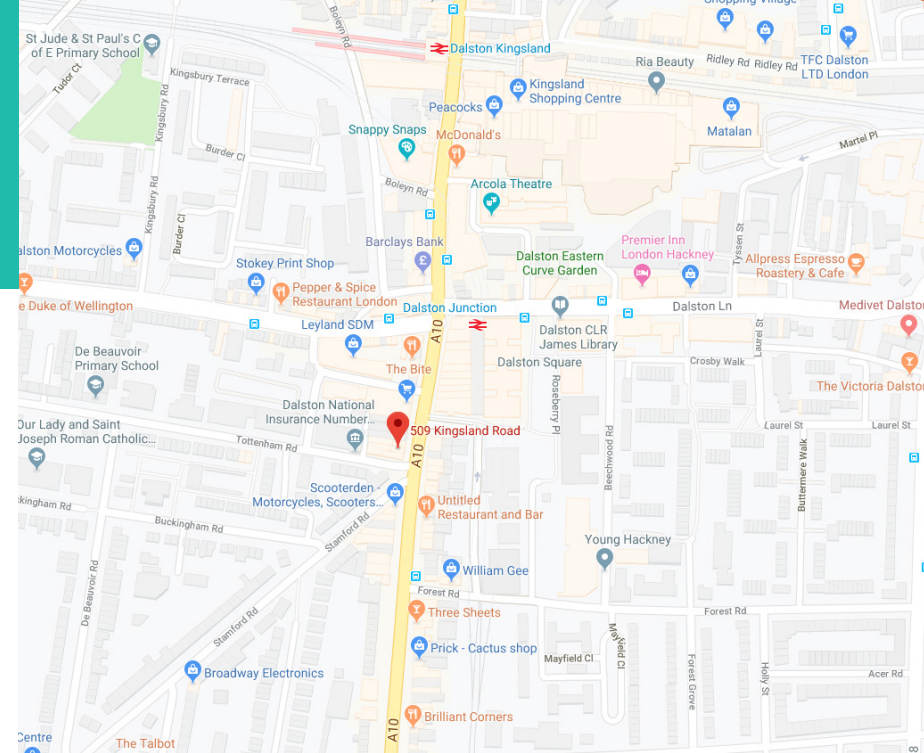 Shopping Village
Boleyn Rd
St Jude & St Paul's C
of E Primary School
Dalston Kingsland
TFC Dalston
LTD London
Ridley Rd
Ridley Rd
Ria Beauty
Tudor Ct
Kingsbury Terrace
Kingsbury Rd
Kingsland
Shopping Centre
Peacocks
Matalan
Snappy Snaps
McDonald's
Martel Pl
Burder Cl
Boleyn Rd
Arcola Theatre
Kingsbury Rd
Burder Cl
Tyssen St
Barclays Bank
Premier Inn
London Hackney
alston Motorcycles
Stokey Print Shop
Dalston Eastern
Curve Garden
Allpress Espresso
Roastery & Cafe
Pepper & Spice
Restaurant London
e Duke of Wellington
Dalston Junction
Dalston Ln
Medivet Dalston
Leyland SDM
A10
Dalston CLR
James Library
Laurel St
De Beauvoir
Primary School
The Bite
Dalston Square
Crosby Walk
The Victoria Dalston
Roseberry Pl
Dalston National
Insurance Number...
509 Kingsland Road
Our Lady and Saint
Joseph Roman Catholic...
Tottenham Rd
A10
Beechwood Rd
Laurel St
Laurel St
Buttermere Walk
Scooterden -
Motorcycles, Scooters...
Untitled
Restaurant and Bar
ckingham Rd
Buckingham Rd
Stamford Rd
Young Hackney
De Beauvoir Rd
William Gee
Forest Rd
Forest Rd
Three Sheets
Stamford Rd
Mayfield Cl
Mayfield Cl
Prick - Cactus shop
Broadway Electronics
Forest Grove
Holly St
Acer Rd
Brilliant Corners
A10
Centre
The Talbot